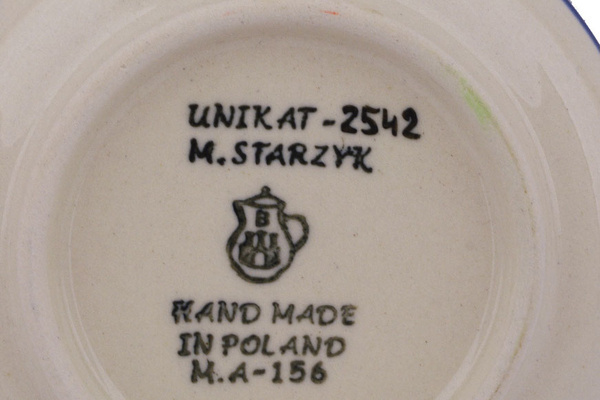 UNIKAT-2542
M.STARZYK
B
HAND MADE
IN POLAND
M.A-156